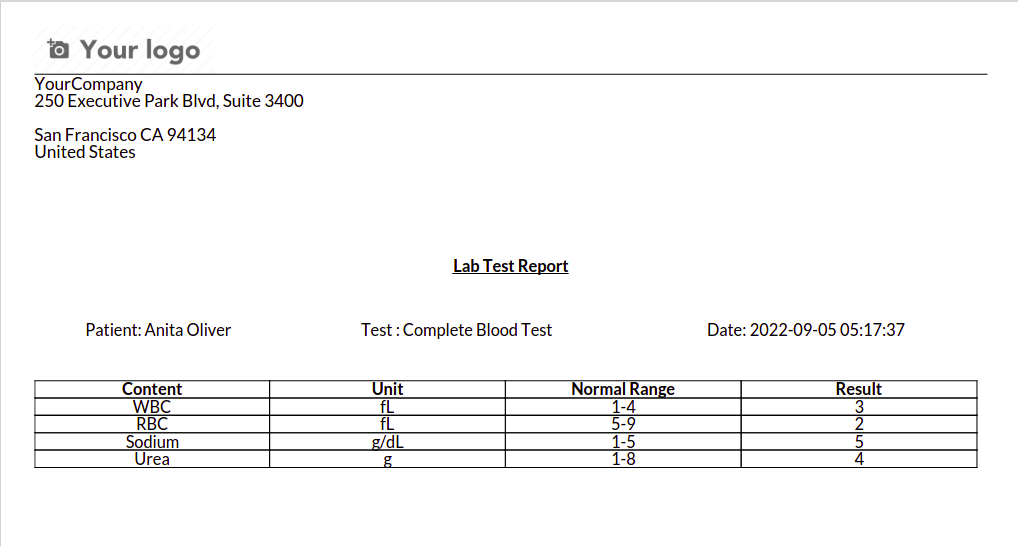 Your logo
YourCompany
250 Executive Park Blvd, Suite 3400
San Francisco CA 94134
United States
Lab Test Report
Patient: Anita Oliver Test : Complete Blood Test Date: 2022-09-05 05:17:37
Content Unit Normal Range Result
WBC fL 1-4 3
RBC fL 5-9 2
Sodium g/dL 1-5 5
Urea g 1-8 4